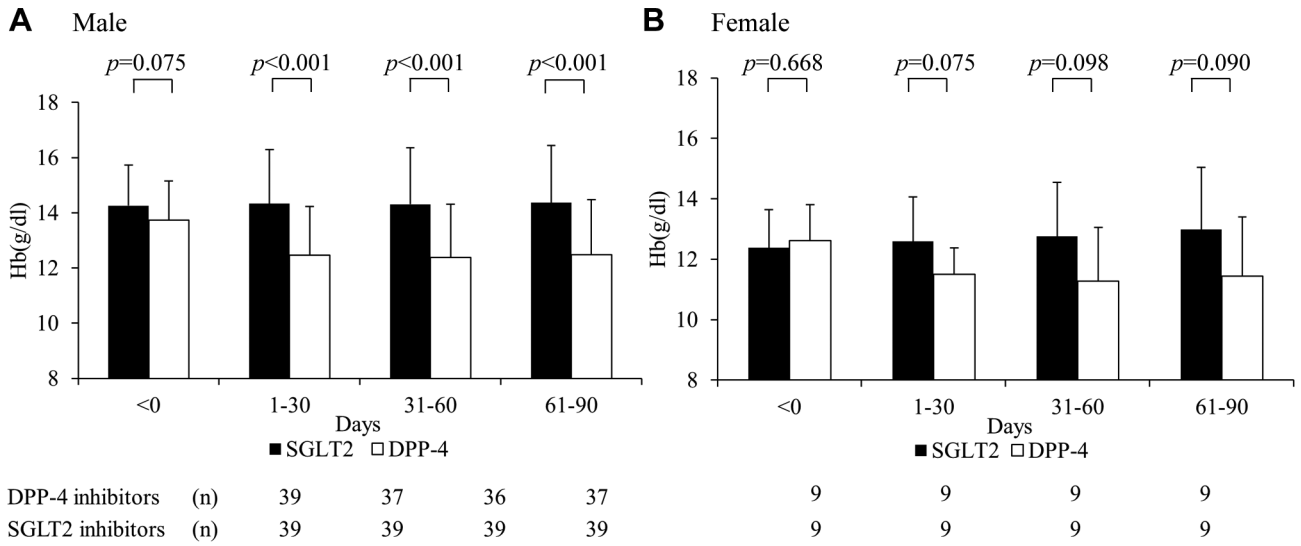 A Male
p=0.075 p<0.001 p<0.001 p<0.001
18
16
14
12
10
8
Hb(g/dl)
<0 1-30 31-60 61-90
Days
SGLT2 DPP-4
B Female
p=0.668 p=0.075 p=0.098 p=0.090
18
16
14
12
10
8
Hb(g/dl)
<0 1-30 31-60 61-90
Days
SGLT2 DPP-4
DPP-4 inhibitors (n) 39 37 36 37 9 9 9 9
SGLT2 inhibitors (n) 39 39 39 39 9 9 9 9